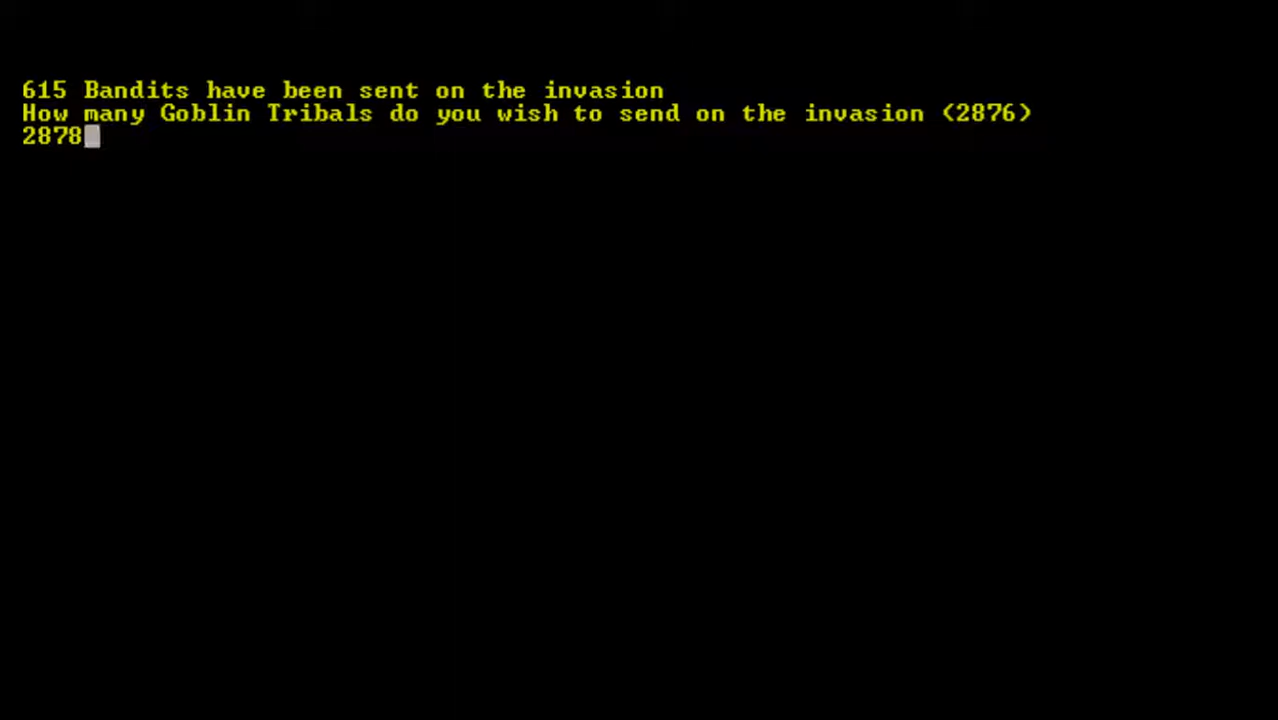 615 Bandits have been sent on the invasion
How many Goblin Tribals do you wish to send on the invasion (2876)
2878